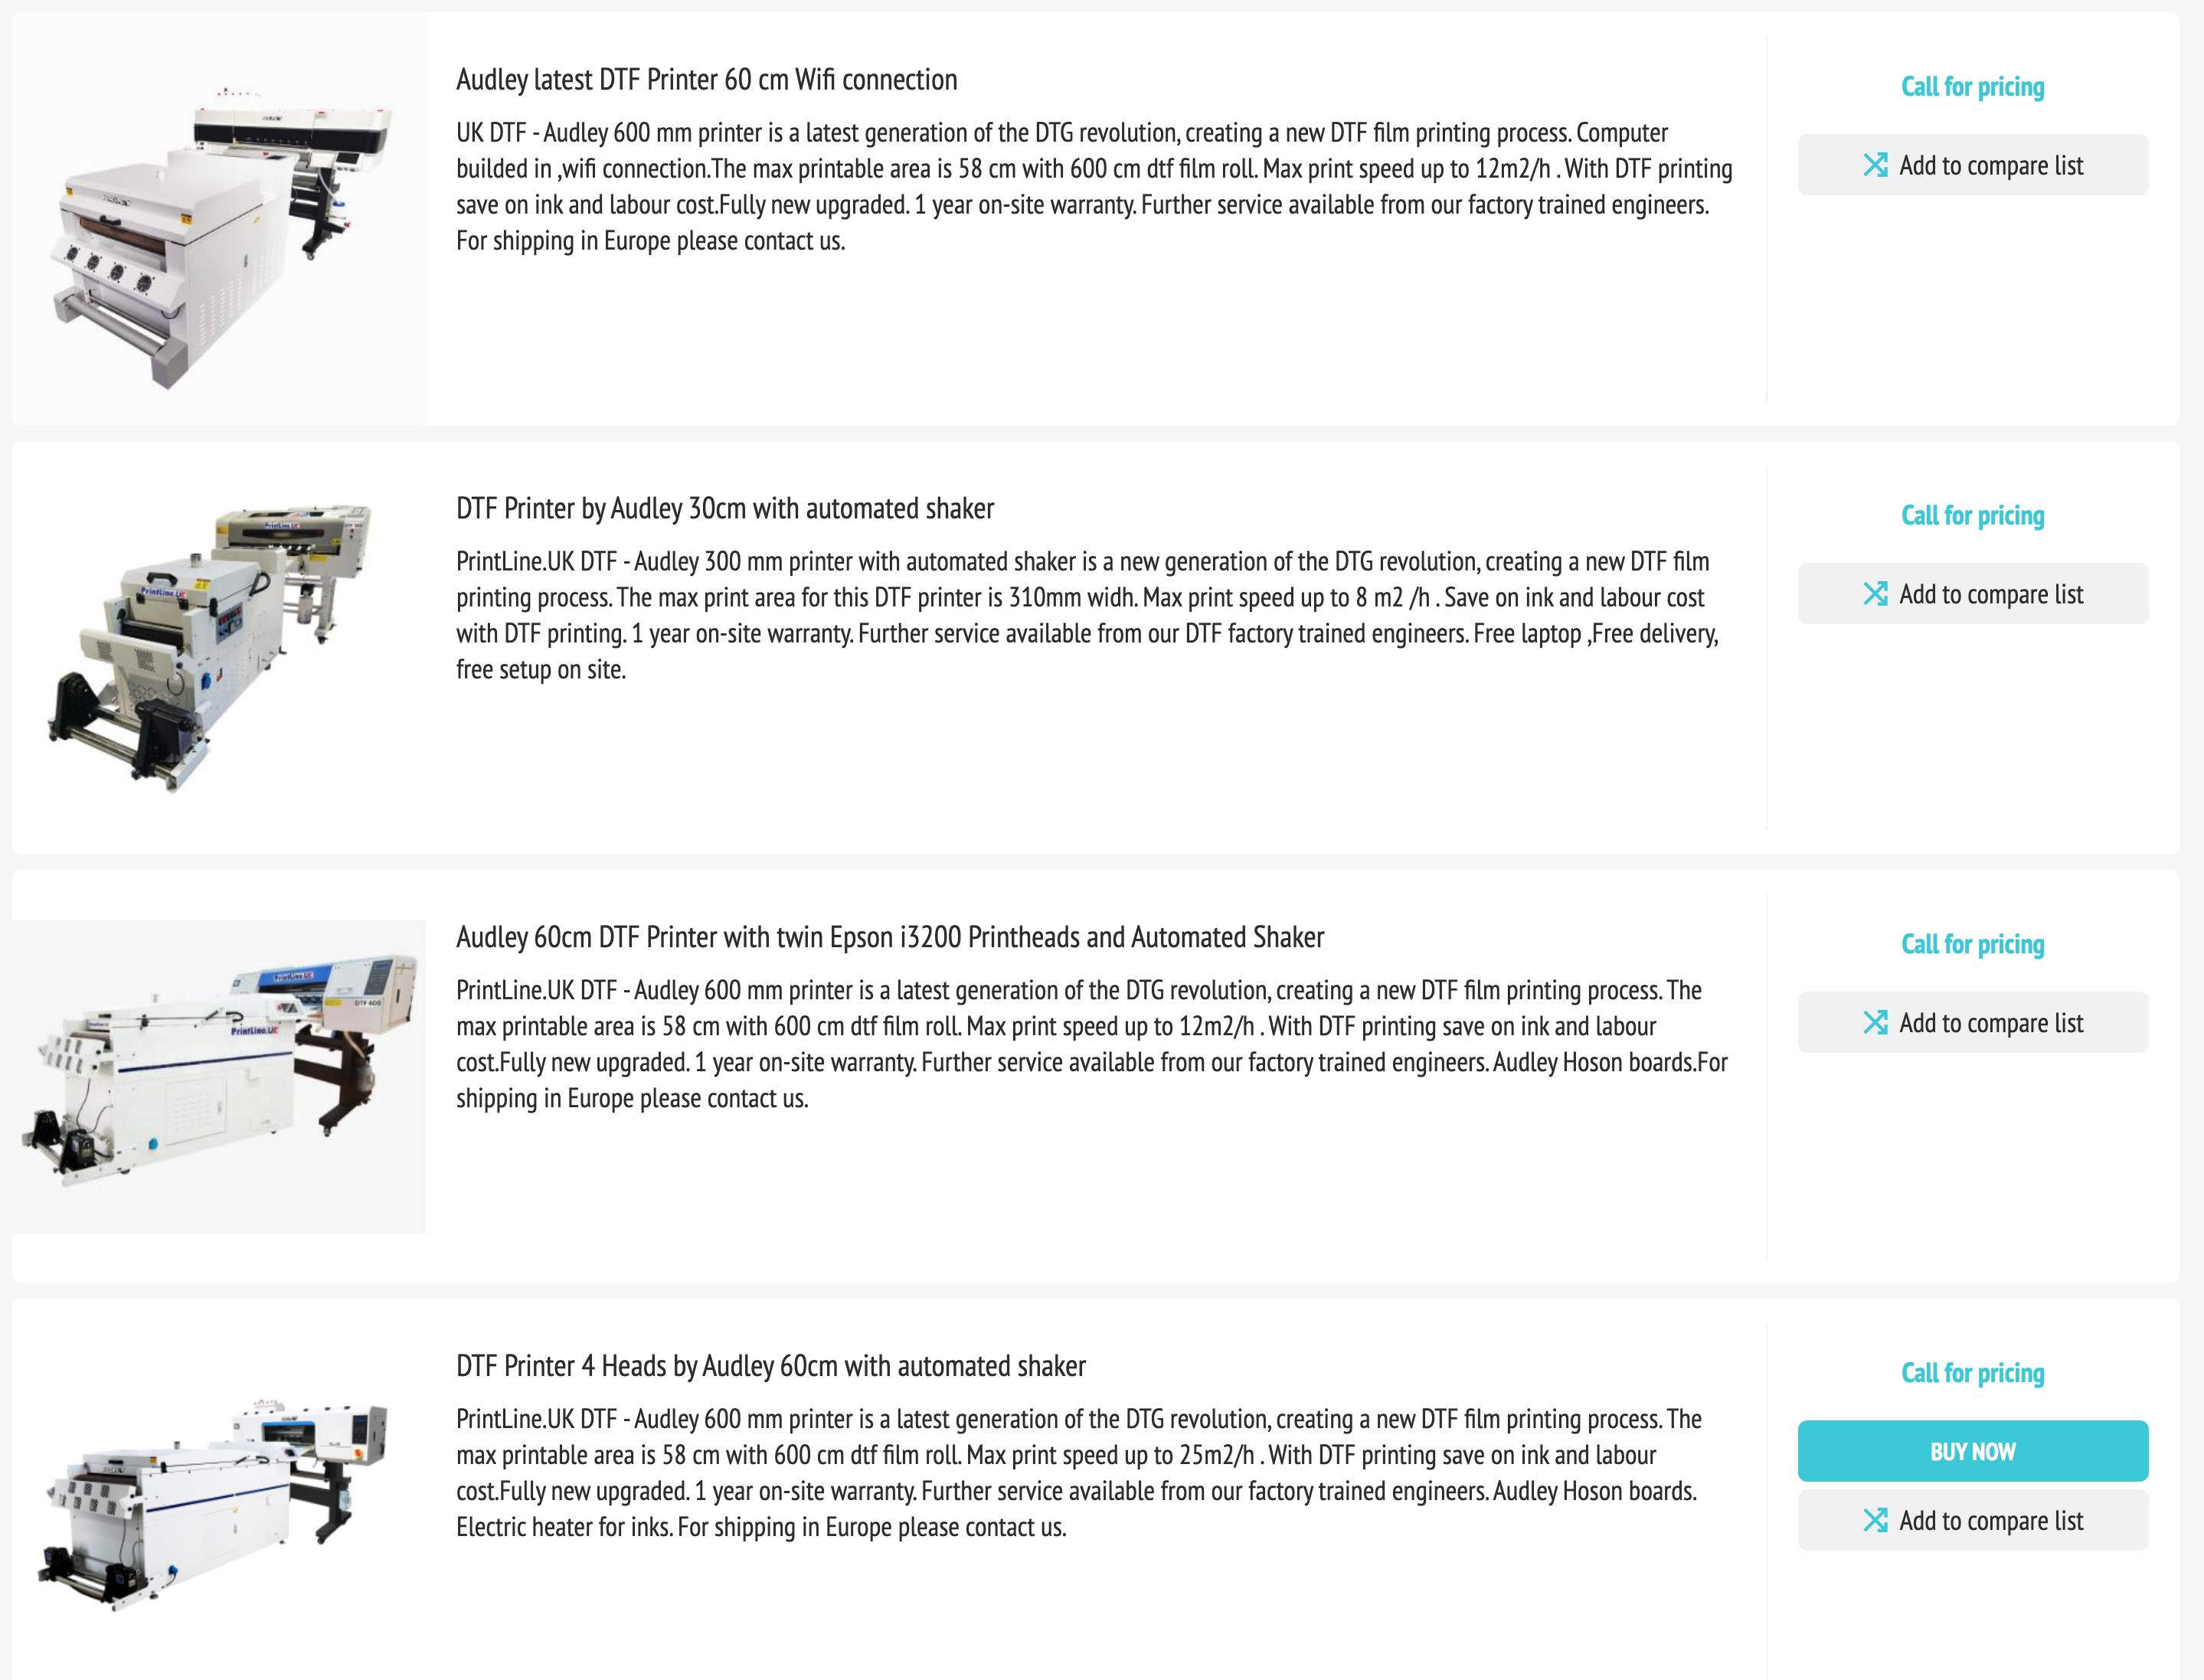 Audley latest DTF Printer 60 cm Wifi connection
UK DTF - Audley 600 mm printer is a latest generation of the DTG revolution, creating a new DTF film printing process. Computer
builded in ,wifi connection.The max printable area is 58 cm with 600 cm dtf film roll. Max print speed up to 12m2/h . With DTF printing
save on ink and labour cost.Fully new upgraded. 1 year on-site warranty. Further service available from our factory trained engineers.
For shipping in Europe please contact us.
Call for pricing
Add to compare list
PrintLine.UK
PrintLine.UK
DTF Printer by Audley 30cm with automated shaker
PrintLine.UK DTF - Audley 300 mm printer with automated shaker is a new generation of the DTG revolution, creating a new DTF film
printing process. The max print area for this DTF printer is 310mm widh. Max print speed up to 8 m2 /h . Save on ink and labour cost
with DTF printing. 1 year on-site warranty. Further service available from our DTF factory trained engineers. Free laptop ,Free delivery,
free setup on site.
Call for pricing
Add to compare list
PrintLine.UK
DTF 600
PrintLine.UK
Audley 60cm DTF Printer with twin Epson i3200 Printheads and Automated Shaker
PrintLine.UK DTF - Audley 600 mm printer is a latest generation of the DTG revolution, creating a new DTF film printing process. The
max printable area is 58 cm with 600 cm dtf film roll. Max print speed up to 12m2/h . With DTF printing save on ink and labour
cost.Fully new upgraded. 1 year on-site warranty. Further service available from our factory trained engineers. Audley Hoson boards.For
shipping in Europe please contact us.
Call for pricing
Add to compare list
DTF Printer 4 Heads by Audley 60cm with automated shaker
PrintLine.UK DTF - Audley 600 mm printer is a latest generation of the DTG revolution, creating a new DTF film printing process. The
max printable area is 58 cm with 600 cm dtf film roll. Max print speed up to 25m2/h . With DTF printing save on ink and labour
cost.Fully new upgraded. 1 year on-site warranty. Further service available from our factory trained engineers. Audley Hoson boards.
Electric heater for inks. For shipping in Europe please contact us.
Call for pricing
BUY NOW
Add to compare list